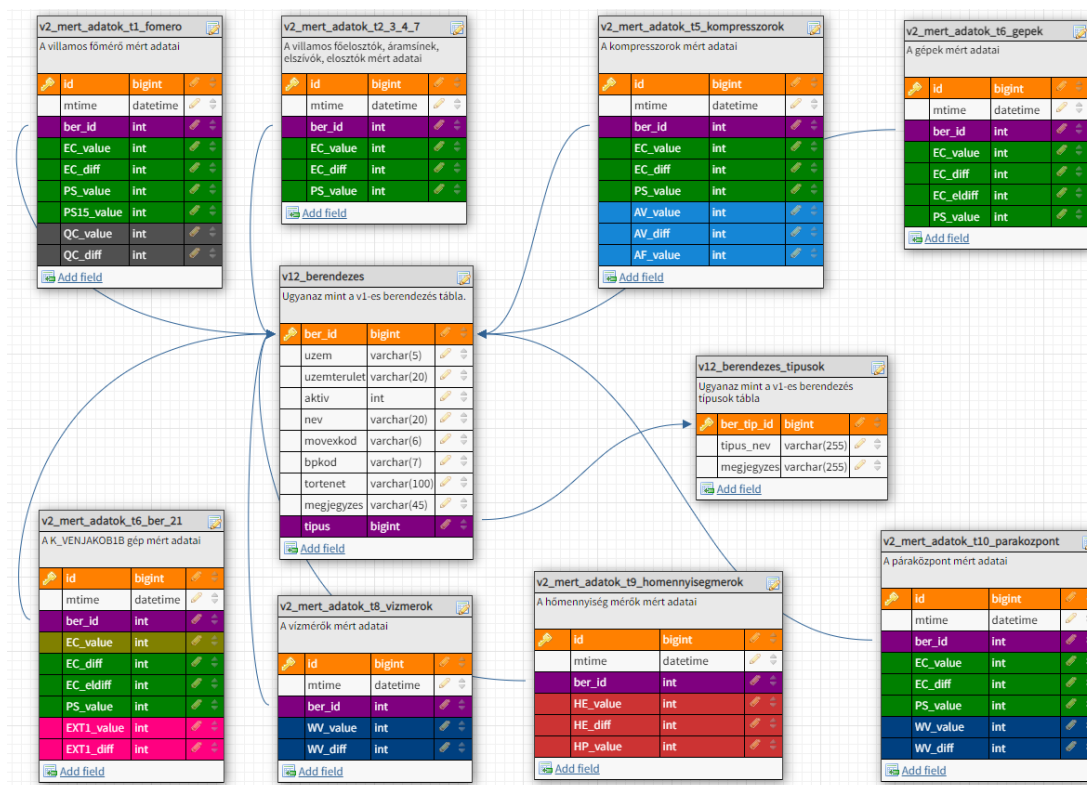 v2_mert_adatok_t1_fomero
A villamos főmérő mért adatai
id bigint
mtime datetime
ber_id int
EC_value int
EC_diff int
PS_value int
PS15_value int
QC_value int
QC_diff int
Add field
v2_mert_adatok_t2_3_4_7
A villamos főelosztók, áramsínek,
elszívók, elosztók mért adatai
id bigint
mtime datetime
ber_id int
EC_value int
EC_diff int
PS_value int
Add field
v2_mert_adatok_t5_kompresszorok
A kompresszorok mért adatai
id bigint
mtime datetime
ber_id int
EC_value int
EC_diff int
PS_value int
AV_value int
AV_diff int
AF_value int
Add field
v2_mert_adatok_t6_gepek
A gépek mért adatai
id bigint
mtime datetime
ber_id int
EC_value int
EC_diff int
EC_eldiff int
PS_value int
Add field
v12_berendezes
Ugyanaz mint a v1-es berendezés tábla.
ber_id bigint
uzem varchar(5)
uzemterulet varchar(20)
aktiv int
nev varchar(20)
movexkod varchar(6)
bpkod varchar(7)
tortenet varchar(100)
megjegyzes varchar(45)
tipus bigint
Add field
v12_berendezes_tipusok
Ugyanaz mint a v1-es berendezés
típusok tábla
ber_tip_id bigint
tipus_nev varchar(255)
megjegyzes varchar(255)
Add field
v2_mert_adatok_t6_ber_21
A K_VENJAKOB1B gép mért adatai
id bigint
mtime datetime
ber_id int
EC_value int
EC_diff int
EC_eldiff int
PS_value int
EXT1_value int
EXT1_diff int
Add field
v2_mert_adatok_t8_vizmerok
A vízmérők mért adatai
id bigint
mtime datetime
ber_id int
WV_value int
WV_diff int
Add field
v2_mert_adatok_t9_homennyisegmerok
A hőmennyiség mérők mért adatai
id bigint
mtime datetime
ber_id int
HE_value int
HE_diff int
HP_value int
Add field
v2_mert_adatok_t10_parakozpont
A páraközpont mért adatai
id bigint
mtime datetime
ber_id int
EC_value int
EC_diff int
PS_value int
WV_value int
WV_diff int
Add field